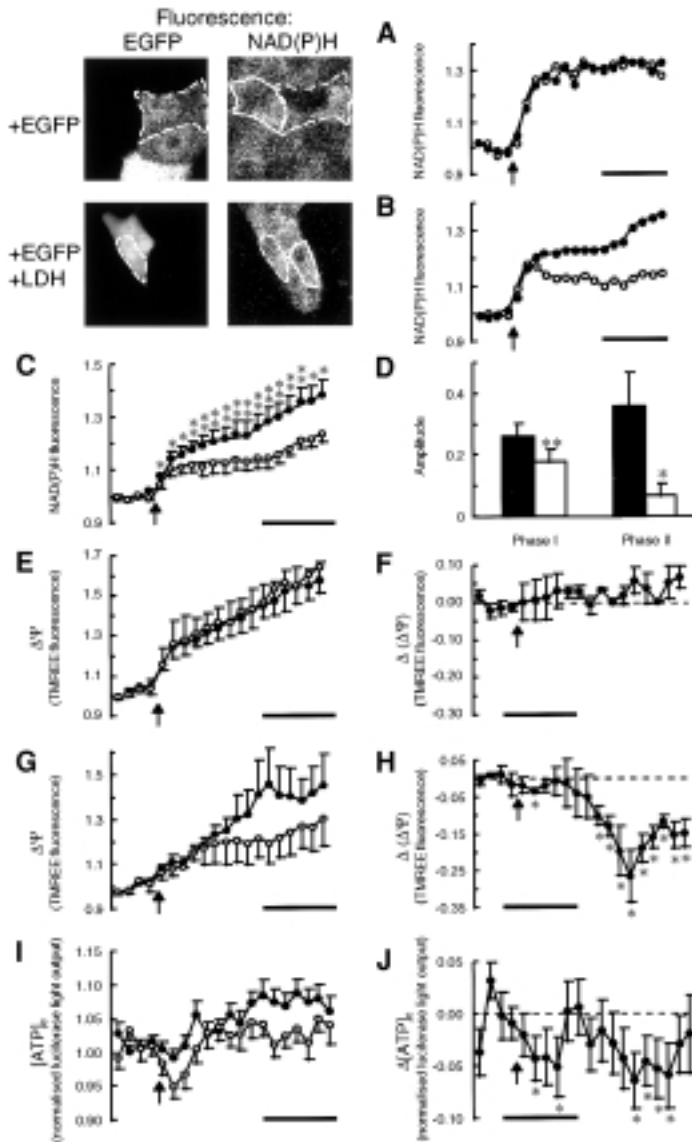 Fluorescence:
EGFP NAD(P)H
+EGFP
+EGFP
+LDH
A
NAD(P)H fluorescence
1.3
1.1
0.9
B
NAD(P)H fluorescence
1.3
1.1
0.9
C
NAD(P)H fluorescence
1.5
1.3
1.1
0.9
**
*
D
Amplitude
0.4
0.2
0
Phase I Phase II
E
ΔΨ
(TMREE fluorescence)
1.7
1.5
1.3
1.1
0.9
F
Δ (ΔΨ)
(TMREE fluorescence)
0.10
0.00
-0.10
-0.20
-0.30
G
ΔΨ
(TMREE fluorescence)
1.5
1.3
1.1
0.9
H
Δ (ΔΨ)
(TMREE fluorescence)
0.05
-0.05
-0.15
-0.25
-0.35
I
(normalised luciferase light output)
1.15
1.10
1.05
1.00
0.95
0.90
J
(normalised luciferase light output)
0.05
0.00
-0.05
-0.10